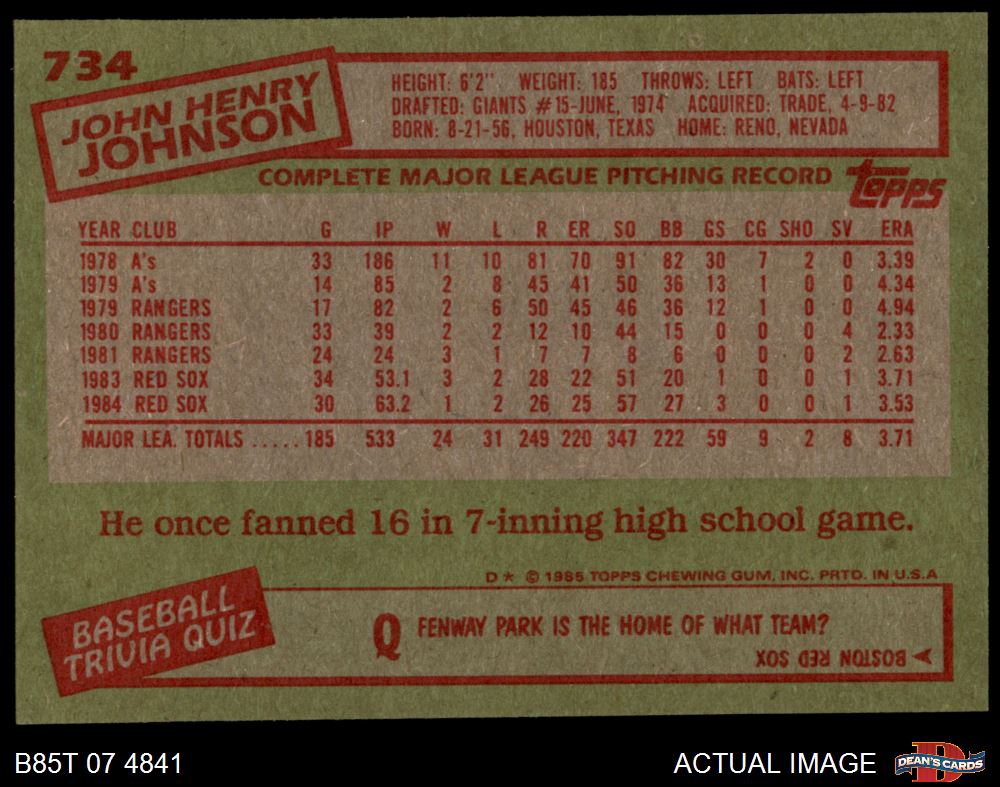 734
JOHN HENRY
JOHNSON
HEIGHT: 6'2" WEIGHT: 185 THROWS: LEFT BATS: LEFT
DRAFTED: GIANTS #15-JUNE, 1974 ACQUIRED: TRADE, 4-9-82
BORN: 8-21-56, HOUSTON, TEXAS HOME: RENO, NEVADA
COMPLETE MAJOR LEAGUE PITCHING RECORD
topps
YEAR CLUB G IP W L R ER SO BB GS CG SHO SV ERA
1978 A's 33 186 11 10 81 70 91 82 30 7 2 0 3.39
1979 A's 14 85 2 8 45 41 50 36 13 1 0 0 4.34
1979 RANGERS 17 82 2 6 50 45 46 36 12 1 0 0 4.94
1980 RANGERS 33 39 2 2 12 10 44 15 0 0 0 4 2.33
1981 RANGERS 24 24 3 1 7 7 8 6 0 0 0 2 2.63
1983 RED SOX 34 53.1 3 2 28 22 51 20 1 0 0 1 3.71
1984 RED SOX 30 63.2 1 2 26 25 57 27 3 0 0 1 3.53
MAJOR LEA. TOTALS .....185 533 24 31 249 220 347 222 59 9 2 8 3.71
He once fanned 16 in 7-inning high school game.
D* © 1985 TOPPS CHEWING GUM, INC. PRTD. IN U.S.A
BASEBALL
TRIVIA QUIZ
Q FENWAY PARK IS THE HOME OF WHAT TEAM?
BOSTON RED SOX
B85T 07 4841
ACTUAL IMAGE
DEAN'S CARDS